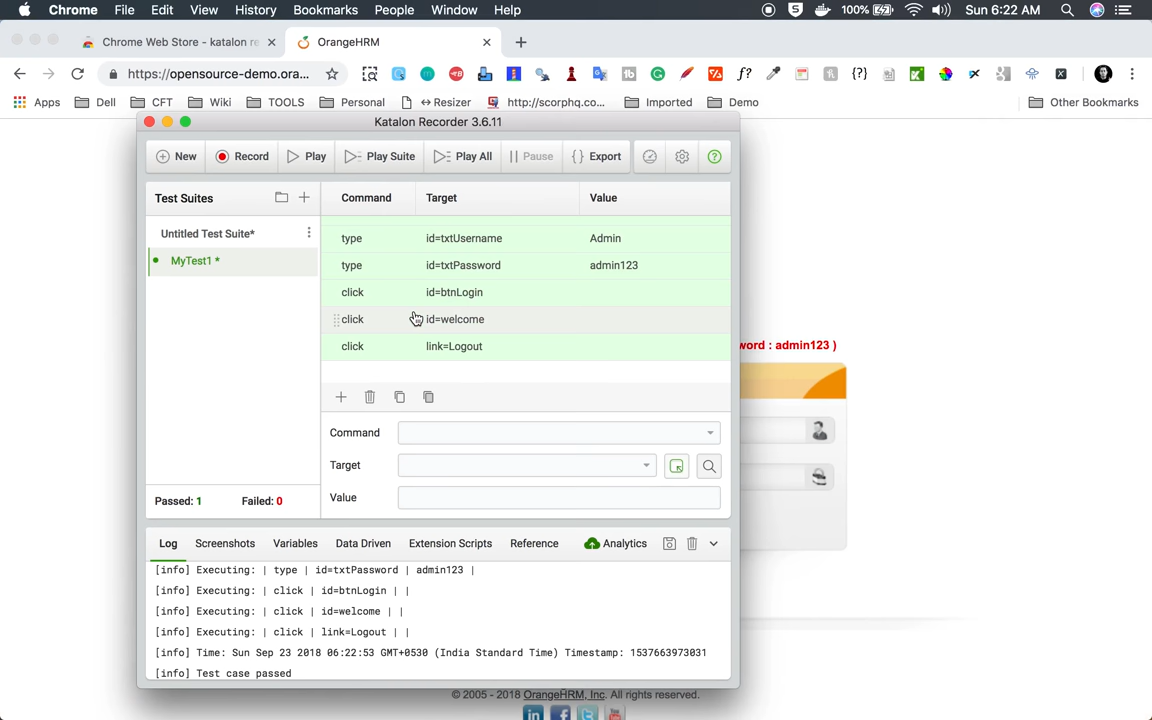 Chrome File Edit View History Bookmarks People Window Help 100% Sun 6:22 AM
Chrome Web Store - katalon re OrangeHRM
https://opensource-demo.ora...
Apps Dell CFT Wiki TOOLS Personal ↔Resizer http://scorphq.co... Imported Demo Other Bookmarks
Katalon Recorder 3.6.11
New Record Play Play Suite Play All Pause Export
Test Suites Command Target Value
Untitled Test Suite*
type id=txtUsername Admin
MyTest1 *
type id=txtPassword admin123
click id=btnLogin
click id=welcome
click link=Logout
word : admin123 )
Command
Target
Value
Passed: 1 Failed: 0
Log Screenshots Variables Data Driven Extension Scripts Reference Analytics
[info] Executing: | type | id=txtPassword | admin123 |
[info] Executing: | click | id=btnLogin | |
[info] Executing: | click | id=welcome | |
[info] Executing: | click | link=Logout | |
[info] Time: Sun Sep 23 2018 06:22:53 GMT+0530 (India Standard Time) Timestamp: 1537663973031
[info] Test case passed
© 2005 - 2018 OrangeHRM, Inc. All rights reserved.